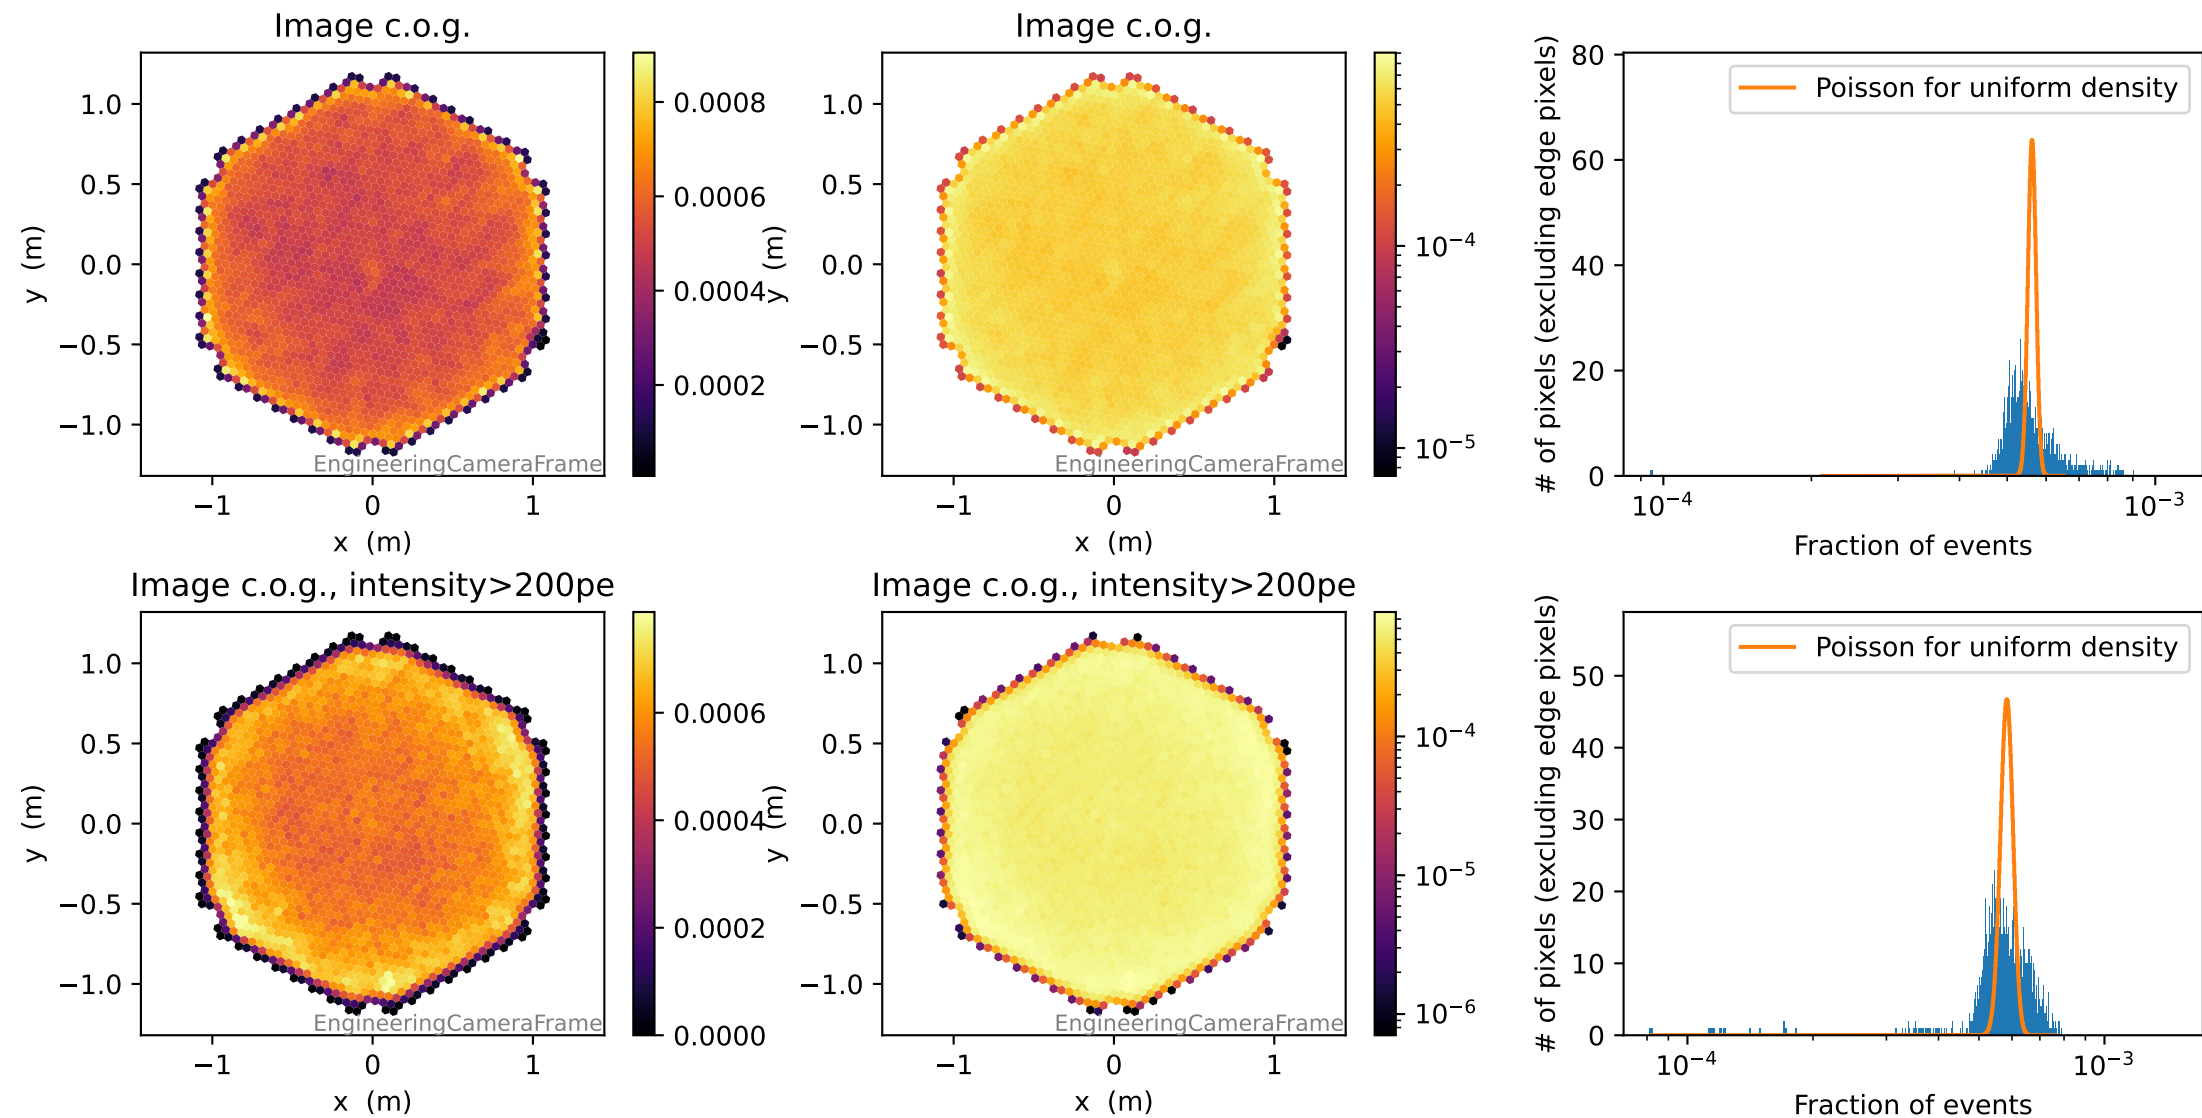 Image c.o.g.
y (m)
1.0
0.5
0.0
−0.5
−1.0
EngineeringCameraFrame
−1 0 1
x (m)
0.0008
0.0006
0.0004
0.0002
Image c.o.g.
y (m)
1.0
0.5
0.0
−0.5
−1.0
EngineeringCameraFrame
−1 0 1
x (m)
10⁻⁴
10⁻⁵
# of pixels (excluding edge pixels)
80
60
40
20
0
Poisson for uniform density
10⁻⁴ 10⁻³
Fraction of events
Image c.o.g., intensity>200pe
y (m)
1.0
0.5
0.0
−0.5
−1.0
EngineeringCameraFrame
−1 0 1
x (m)
0.0006
0.0004
0.0002
0.0000
Image c.o.g., intensity>200pe
y (m)
1.0
0.5
0.0
−0.5
−1.0
EngineeringCameraFrame
−1 0 1
x (m)
10⁻⁴
10⁻⁵
10⁻⁶
# of pixels (excluding edge pixels)
50
40
30
20
10
0
Poisson for uniform density
10⁻⁴ 10⁻³
Fraction of events